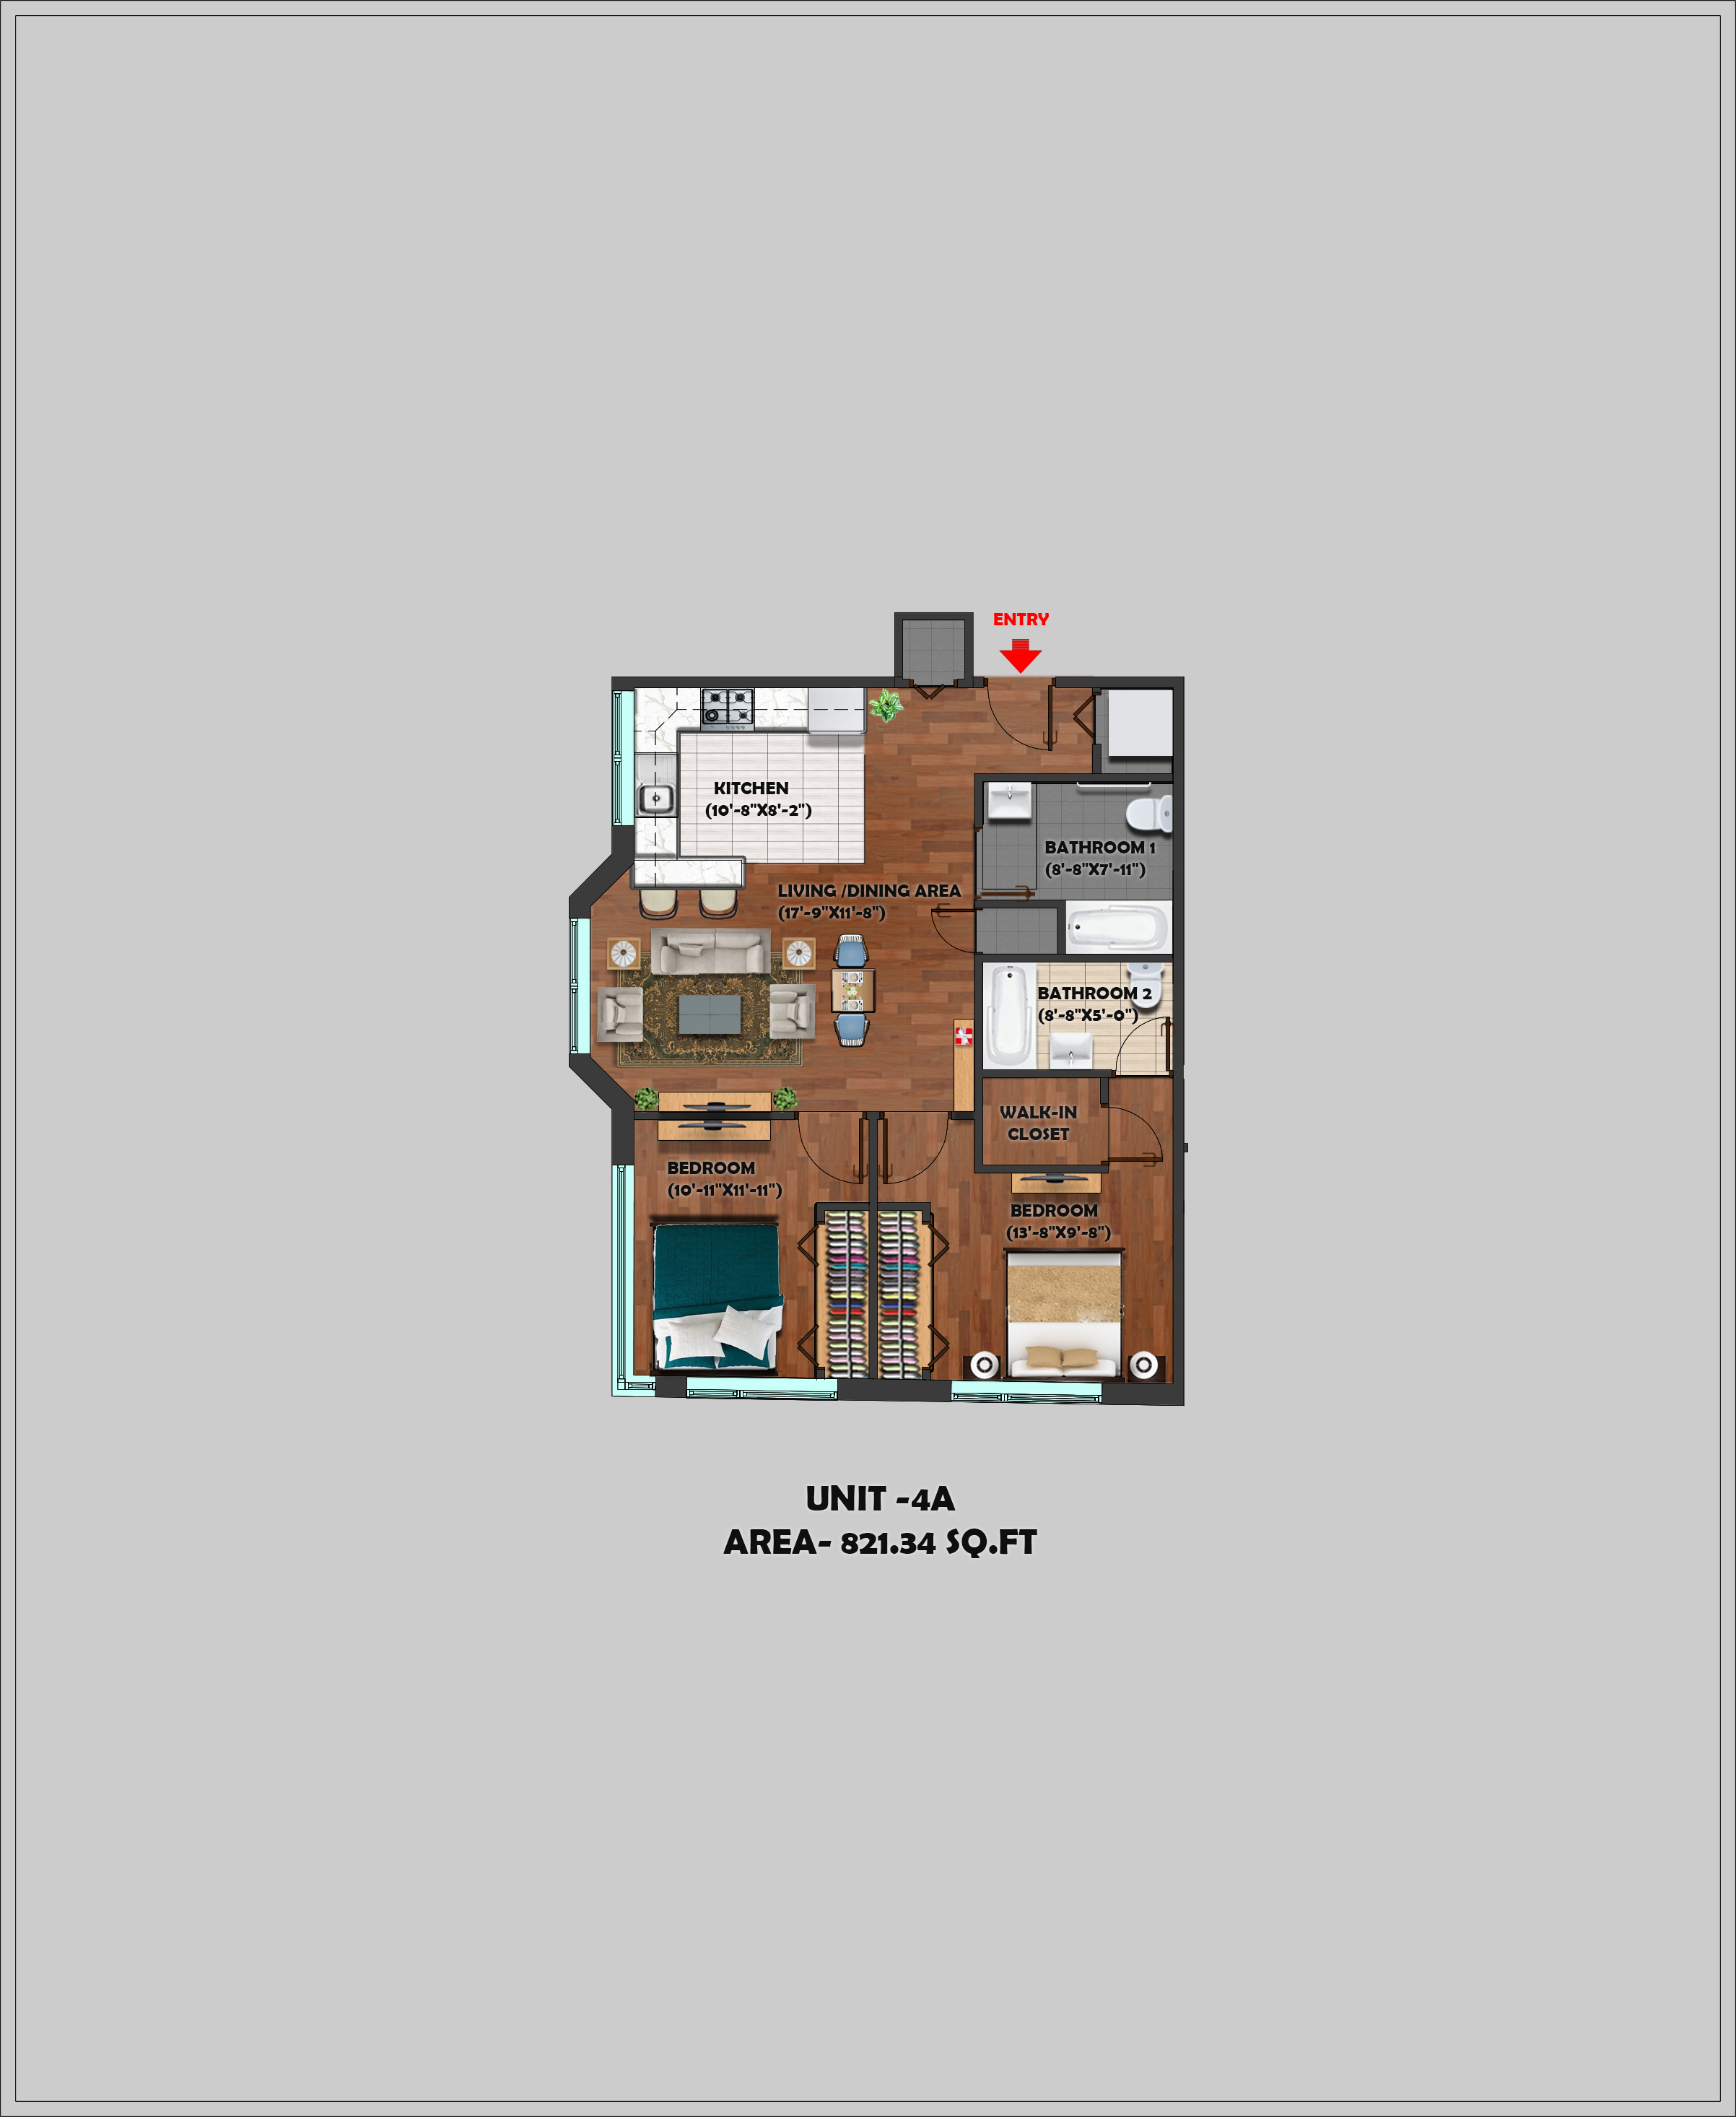 ENTRY
KITCHEN
(10'-8"X8'-2")
BATHROOM 1
(8'-8"X7'-11")
LIVING /DINING AREA
(17'-9"X11'-8")
BATHROOM 2
(8'-8"X5'-0")
WALK-IN
CLOSET
BEDROOM
(10'-11"X11'-11")
BEDROOM
(13'-8"X9'-8")
UNIT -4A
AREA- 821.34 SQ.FT